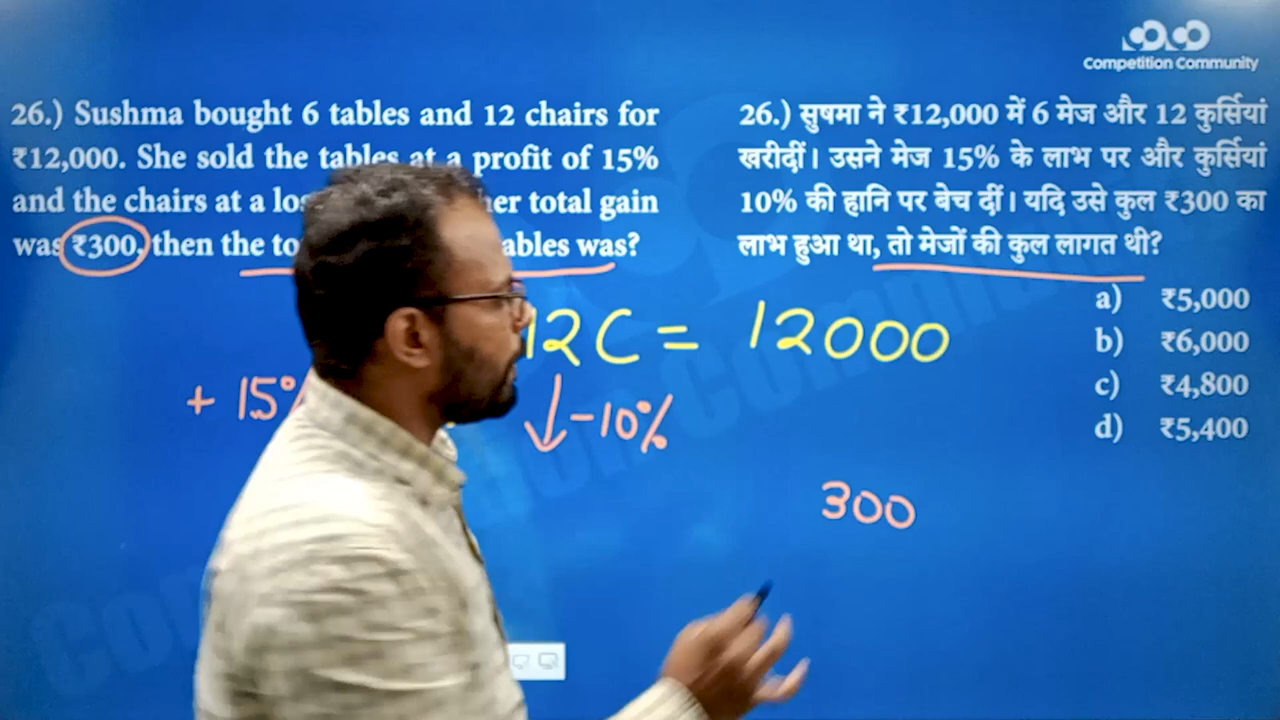 Competition Community
26.) Sushma bought 6 tables and 12 chairs for
₹12,000. She sold the tables at a profit of 15%
and the chairs at a her total gain
was ₹300, then the was?
26.) सुषमा ने ₹12,000 में 6 मेज और 12 कुर्सियां
खरीदीं। उसने मेज 15% के लाभ पर और कुर्सियां
10% की हानि पर बेच दीं। यदि उसे कुल ₹300 का
लाभ हुआ था, तो मेजों की कुल लागत थी?
a) ₹5,000
b) ₹6,000
c) ₹4,800
d) ₹5,400
12C = 12000
+ 15%
-10%
300